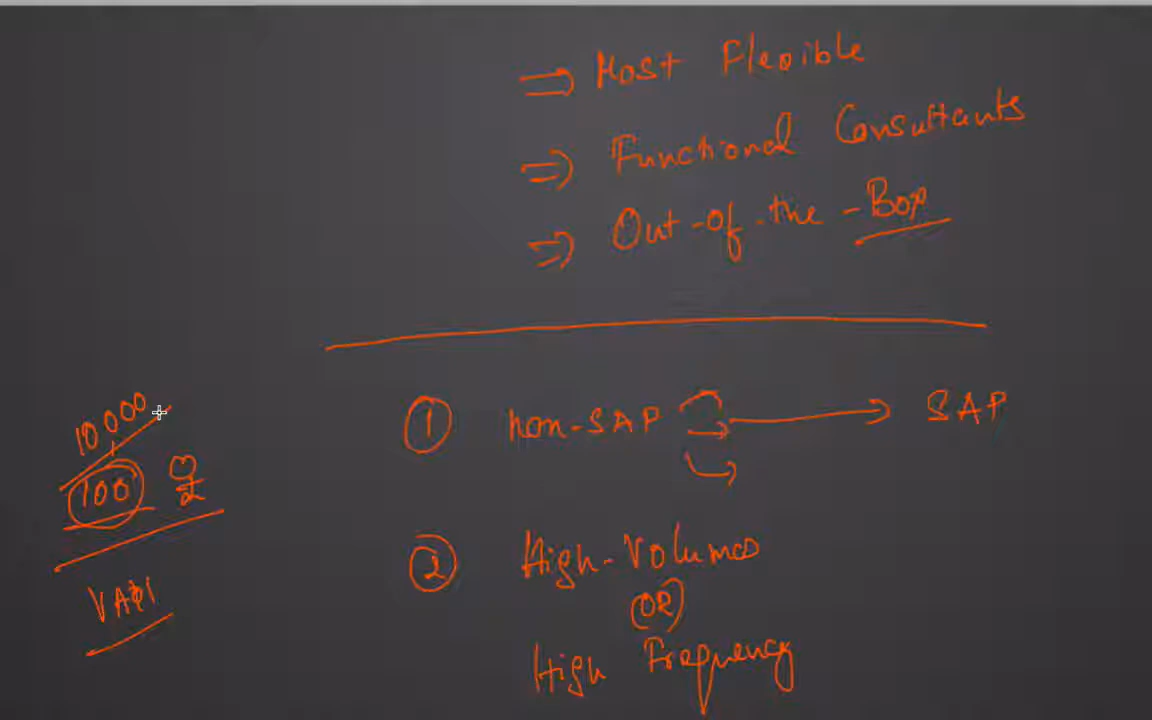 ⇒ Most Flexible
⇒ Functional Consultants
⇒ Out-of-the-Box
① non-SAP → SAP
② High-Volumes
(OR)
High Frequency
10000
100
VA01